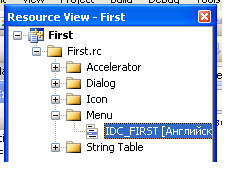 Resource View - First
First
First.rc
Accelerator
Dialog
Icon
Menu
IDC_FIRST [Английск
String Table